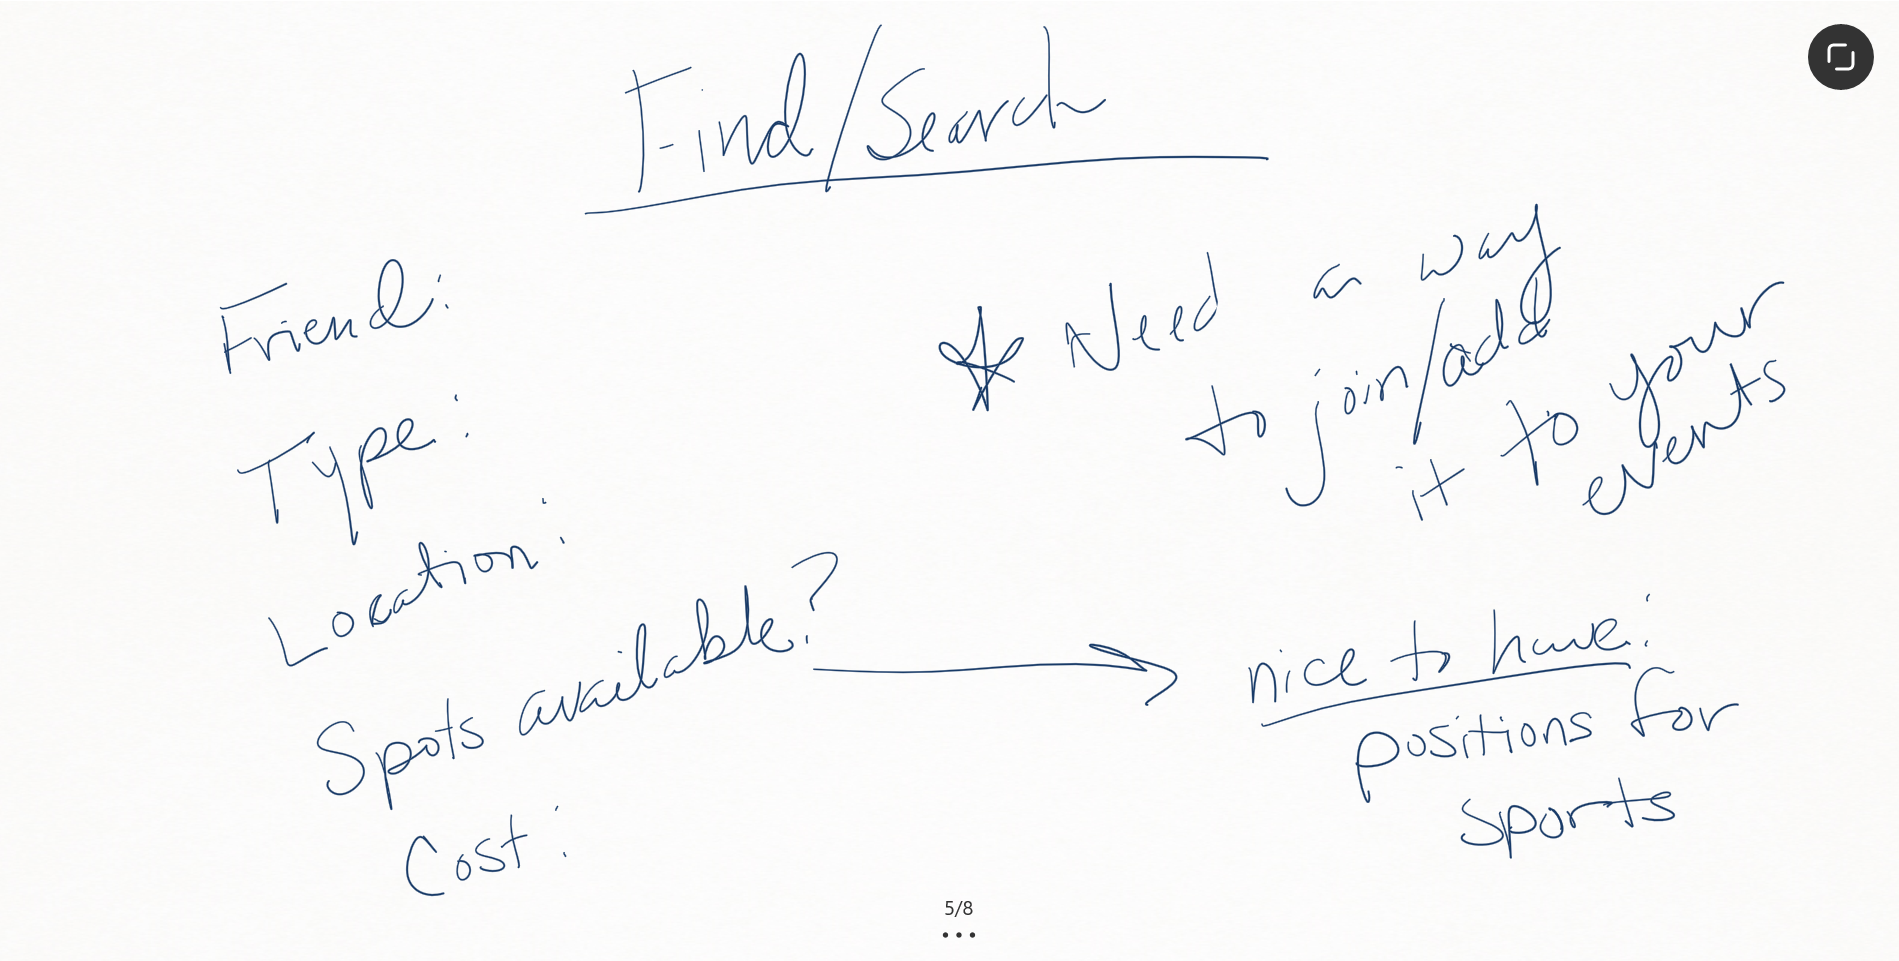 Find/Search
Friend:
Type:
Location:
Spots available?
Cost:
* Need a way
to join/add
it to your
events
nice to have:
positions for
sports
5/8